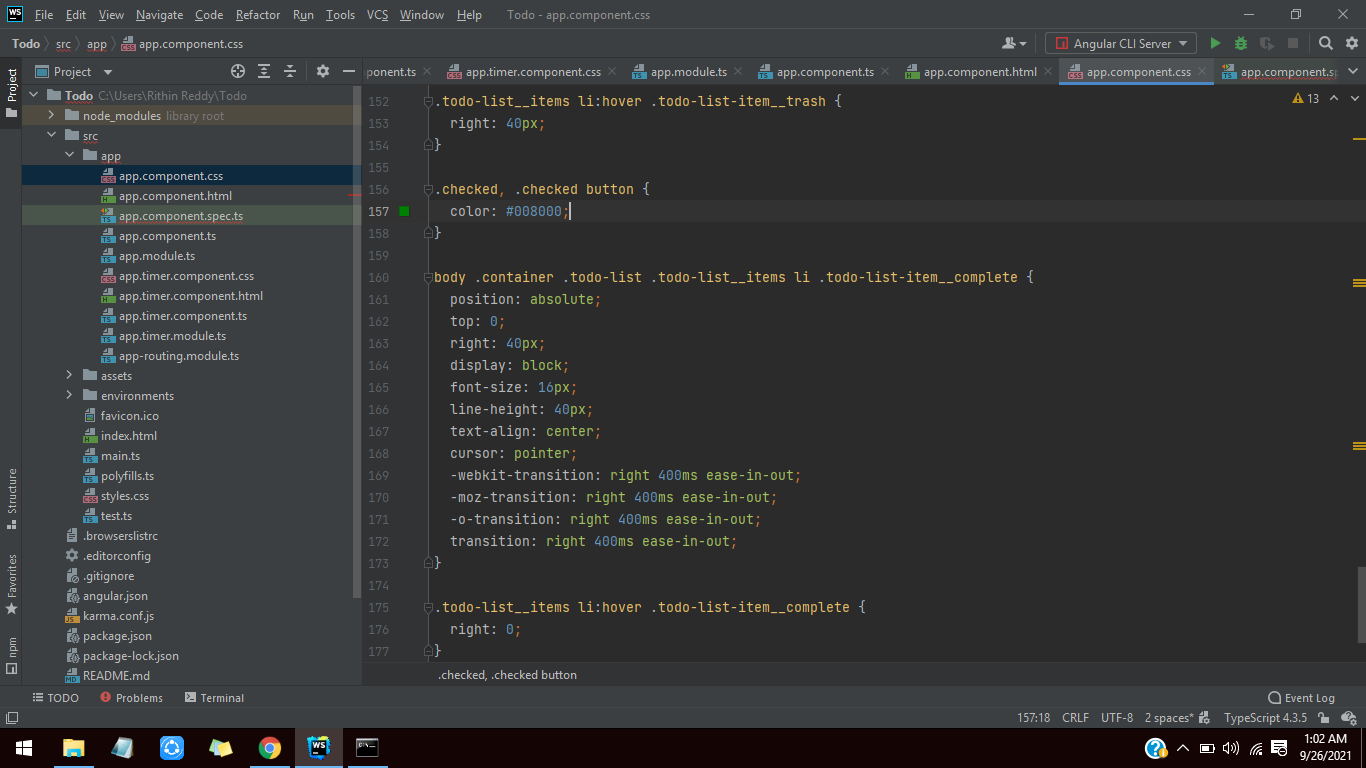 WS File Edit View Navigate Code Refactor Run Tools VCS Window Help Todo - app.component.css
Todo src app app.component.css Angular CLI Server
Project
ponent.ts app.timer.component.css app.module.ts app.component.ts app.component.html app.component.css app.component.sp
Project
Todo C:\Users\Rithin Reddy\Todo
node_modules library root
src
app
app.component.css
app.component.html
app.component.spec.ts
app.component.ts
app.module.ts
app.timer.component.css
app.timer.component.html
app.timer.component.ts
app.timer.module.ts
app-routing.module.ts
assets
environments
favicon.ico
index.html
main.ts
polyfills.ts
styles.css
test.ts
.browserslistrc
.editorconfig
.gitignore
angular.json
karma.conf.js
package.json
package-lock.json
README.md
Structure
Favorites
npm
13
152 .todo-list__items li:hover .todo-list-item__trash {
153 right: 40px;
154 }
155
156 .checked, .checked button {
157 color: #008000;
158 }
159
160 body .container .todo-list .todo-list__items li .todo-list-item__complete {
161 position: absolute;
162 top: 0;
163 right: 40px;
164 display: block;
165 font-size: 16px;
166 line-height: 40px;
167 text-align: center;
168 cursor: pointer;
169 -webkit-transition: right 400ms ease-in-out;
170 -moz-transition: right 400ms ease-in-out;
171 -o-transition: right 400ms ease-in-out;
172 transition: right 400ms ease-in-out;
173 }
174
175 .todo-list__items li:hover .todo-list-item__complete {
176 right: 0;
177 }
.checked, .checked button
TODO Problems Terminal Event Log
157:18 CRLF UTF-8 2 spaces* TypeScript 4.3.5
1:02 AM
9/26/2021